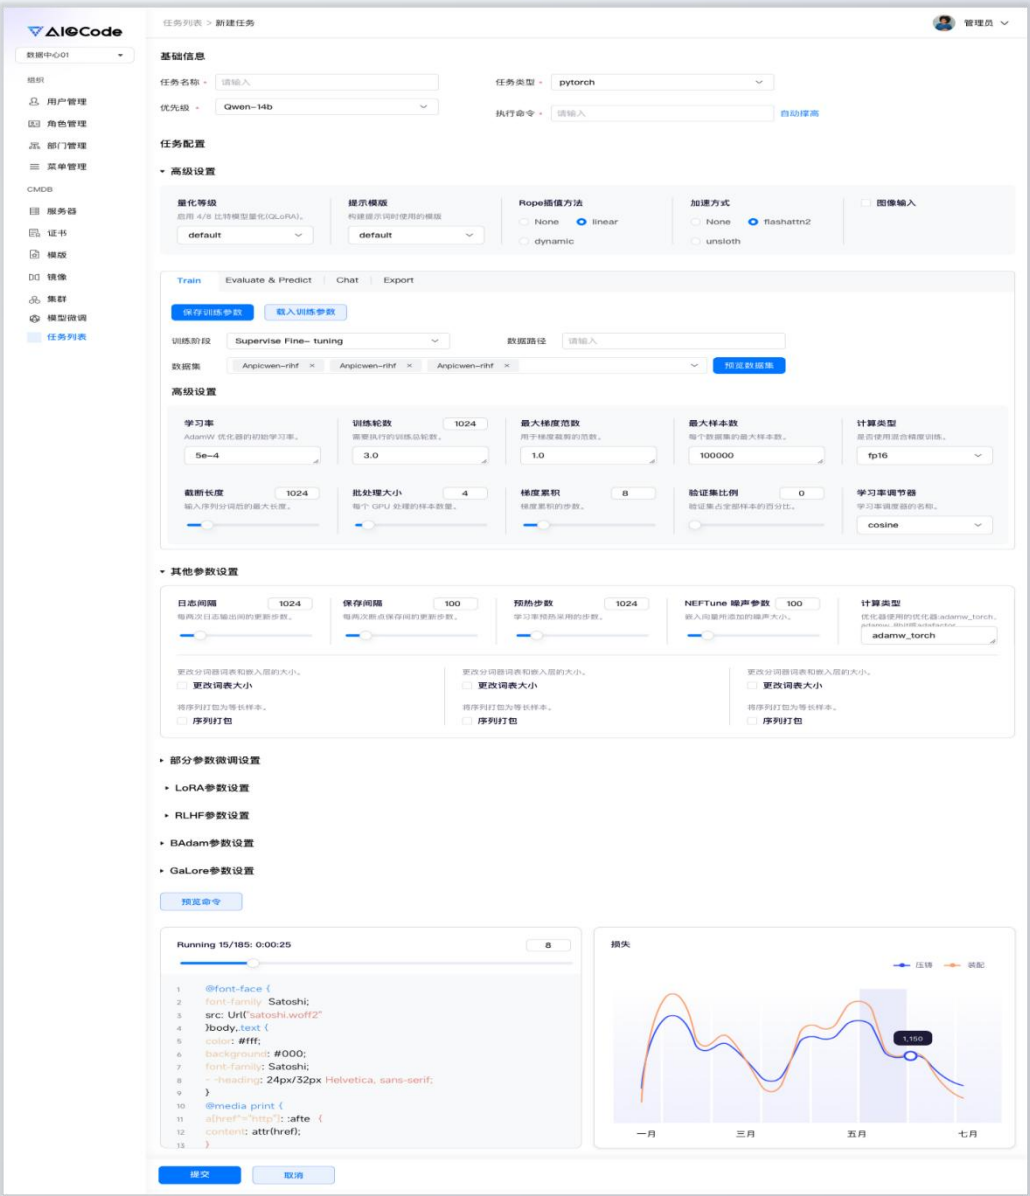 AI@Code
任务列表 > 新建任务
管理员
数据中心01
组织
用户管理
角色管理
部门管理
菜单管理
CMDB
服务器
证书
模版
镜像
集群
模型微调
任务列表
基础信息
任务名称 * 请输入
任务类型 * pytorch
优先级 * Qwen-14b
执行命令 * 请输入
任务配置
高级设置
量化等级
启用 4/8 比特模型量化(QLoRA)。
default
提示模版
构建提示词时使用的模版
default
Rope插值方法
None linear
dynamic
加速方式
None flashattn2
unsloth
图像输入
Train Evaluate & Predict Chat Export
保存训练参数 载入训练参数
训练阶段 Supervise Fine- tuning
数据路径 请输入
数据集 Anpicwen-rihf × Anpicwen-rihf × Anpicwen-rihf ×
预览数据集
高级设置
学习率
AdamW 优化器的初始学习率。
5e-4
训练轮数 1024
需要执行的训练总轮数。
3.0
最大梯度范数
用于梯度裁剪的范数。
1.0
最大样本数
每个数据集的最大样本数。
100000
计算类型
是否使用混合精度训练。
fp16
截断长度 1024
输入序列分词后的最大长度。
批处理大小 4
每个 GPU 处理的样本数量。
梯度累积 8
梯度累积的步数。
验证集比例 0
验证集占全部样本的百分比。
学习率调节器
学习率调度器的名称。
cosine
其他参数设置
日志间隔 1024
每两次日志输出间的更新步数。
保存间隔 100
每两次断点保存间的更新步数。
预热步数 1024
学习率预热采用的步数。
NEFTune 噪声参数 100
嵌入向量所添加的噪声大小。
计算类型
优化器使用的优化器:adamw_torch、
adamw_torch
更改分词器词表和嵌入层的大小。
更改词表大小
将序列打包为等长样本。
序列打包
更改分词器词表和嵌入层的大小。
更改词表大小
将序列打包为等长样本。
序列打包
更改分词器词表和嵌入层的大小。
更改词表大小
将序列打包为等长样本。
序列打包
部分参数微调设置
LoRA参数设置
RLHF参数设置
BAdam参数设置
GaLore参数设置
预览命令
Running 15/185: 0:00:25
8
1 @font-face {
2 font-family Satoshi;
3 src: Url("satoshi.woff2"
4 }body,.text {
5 color: #fff;
6 background: #000;
7 font-family: Satoshi;
8 - -heading: 24px/32px Helvetica, sans-serif;
9 }
10 @media print {
11 a[href^="http"]: :afte {
12 content: attr(href);
13 }
损失
压铸 装配
1,150
一月 三月 五月 七月
提交 取消